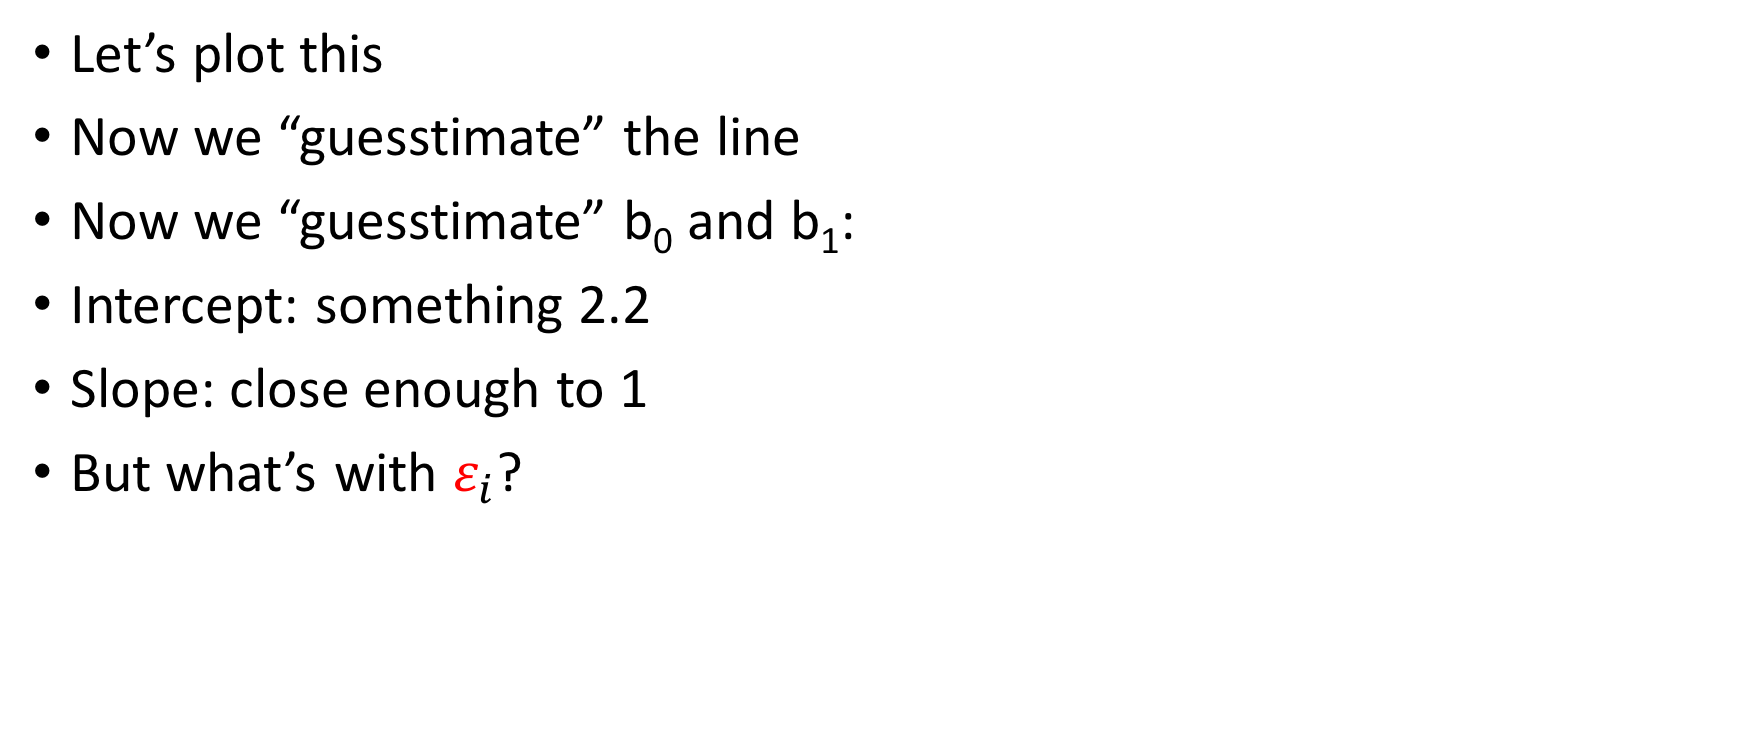 • Let’s plot this
• Now we “guesstimate” the line
• Now we “guesstimate” b₀ and b₁:
• Intercept: something 2.2
• Slope: close enough to 1
• But what’s with 𝜀ᵢ?